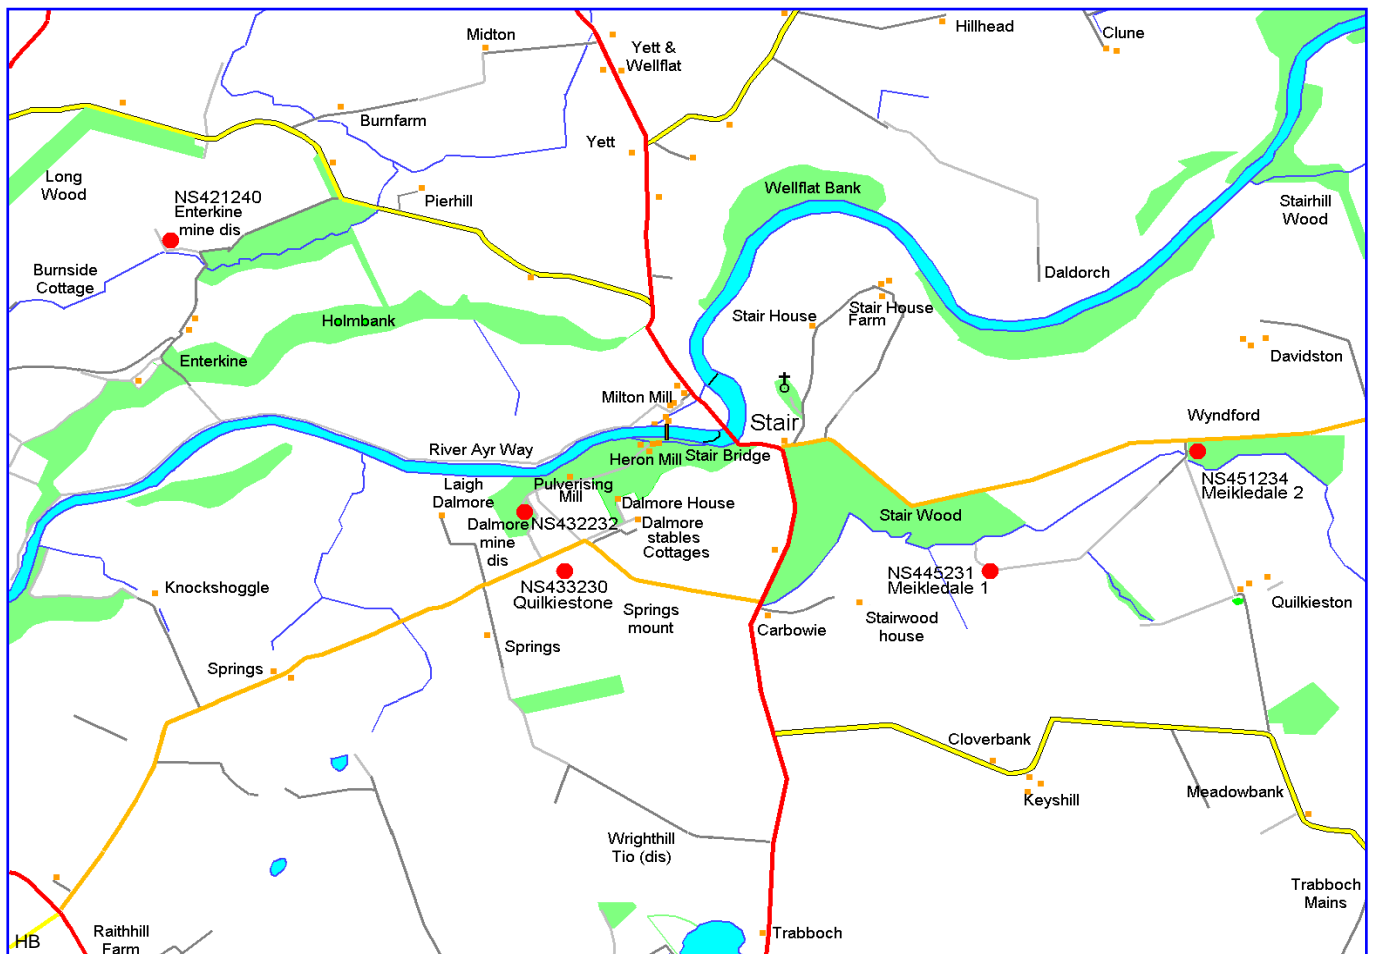 Midton
Yett &
Wellflat
Hillhead
Clune
Burnfarm
Yett
Long
Wood
NS421240
Enterkine
mine dis
Pierhill
Wellflat Bank
Stairhill
Wood
Burnside
Cottage
Daldorch
Holmbank
Stair House
Stair House
Farm
Enterkine
Davidston
Milton Mill
Stair
Wyndford
River Ayr Way
Heron Mill
Stair Bridge
Laigh
Dalmore
Pulverising
Mill
NS451234
Meikledale 2
Dalmore House
Stair Wood
Dalmore
mine
dis
NS432232
Dalmore
stables
Cottages
NS445231
Meikledale 1
Knockshoggle
NS433230
Quilkiestone
Springs
mount
Carbowie
Stairwood
house
Quilkieston
Springs
Springs
Cloverbank
Keyshill
Meadowbank
Wrighthill
Tio (dis)
Trabboch
Mains
HB
Raithhill
Farm
Trabboch